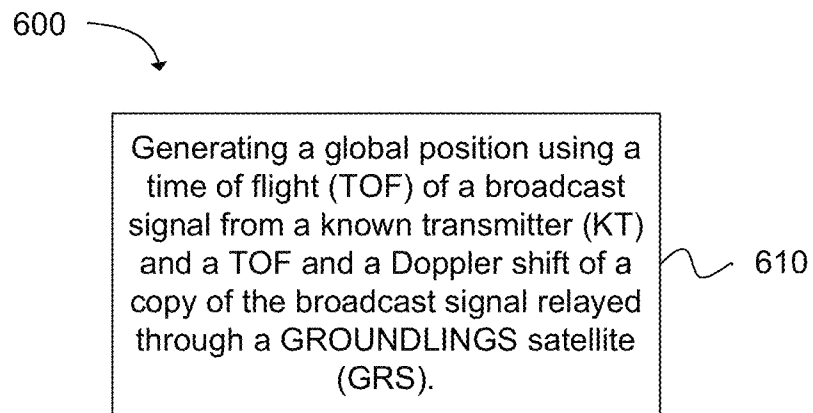 600
Generating a global position using a
time of flight (TOF) of a broadcast
signal from a known transmitter (KT)
and a TOF and a Doppler shift of a
copy of the broadcast signal relayed
through a GROUNDLINGS satellite
(GRS).
610